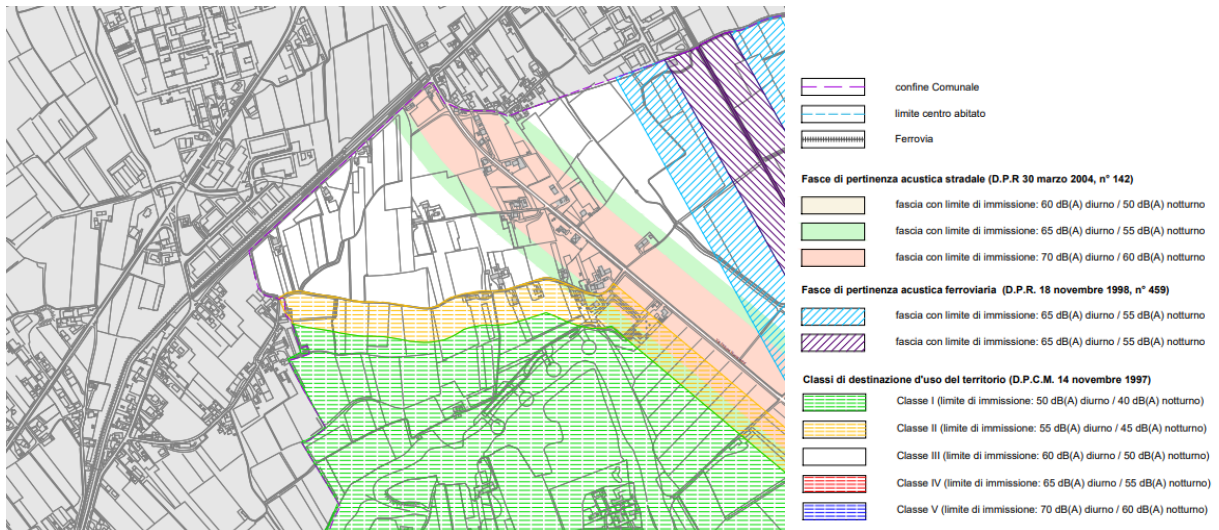 confine Comunale
limite centro abitato
Ferrovia
Fasce di pertinenza acustica stradale (D.P.R 30 marzo 2004, n° 142)
fascia con limite di immissione: 60 dB(A) diurno / 50 dB(A) notturno
fascia con limite di immissione: 65 dB(A) diurno / 55 dB(A) notturno
fascia con limite di immissione: 70 dB(A) diurno / 60 dB(A) notturno
Fasce di pertinenza acustica ferroviaria (D.P.R. 18 novembre 1998, n° 459)
fascia con limite di immissione: 65 dB(A) diurno / 55 dB(A) notturno
fascia con limite di immissione: 65 dB(A) diurno / 55 dB(A) notturno
Classi di destinazione d'uso del territorio (D.P.C.M. 14 novembre 1997)
Classe I (limite di immissione: 50 dB(A) diurno / 40 dB(A) notturno)
Classe II (limite di immissione: 55 dB(A) diurno / 45 dB(A) notturno)
Classe III (limite di immissione: 60 dB(A) diurno / 50 dB(A) notturno)
Classe IV (limite di immissione: 65 dB(A) diurno / 55 dB(A) notturno)
Classe V (limite di immissione: 70 dB(A) diurno / 60 dB(A) notturno)